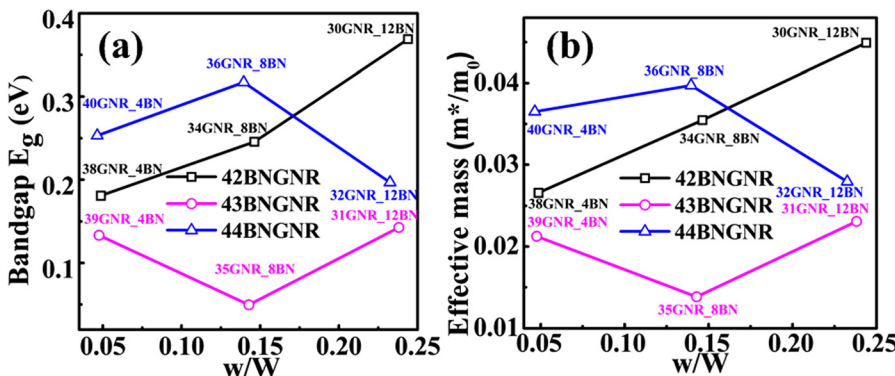 (a)
Bandgap E_g (eV)
0.4
0.3
0.2
0.1
0.05
0.10
0.15
0.20
0.25
w/W
30GNR_12BN
36GNR_8BN
40GNR_4BN
34GNR_8BN
38GNR_4BN
42BNGNR
43BNGNR
44BNGNR
32GNR_12BN
39GNR_4BN
31GNR_12BN
35GNR_8BN
(b)
Effective mass (m*/m_0)
0.04
0.03
0.02
0.01
0.05
0.10
0.15
0.20
0.25
w/W
30GNR_12BN
36GNR_8BN
40GNR_4BN
34GNR_8BN
42BNGNR
43BNGNR
44BNGNR
38GNR_4BN
39GNR_4BN
32GNR_12BN
31GNR_12BN
35GNR_8BN